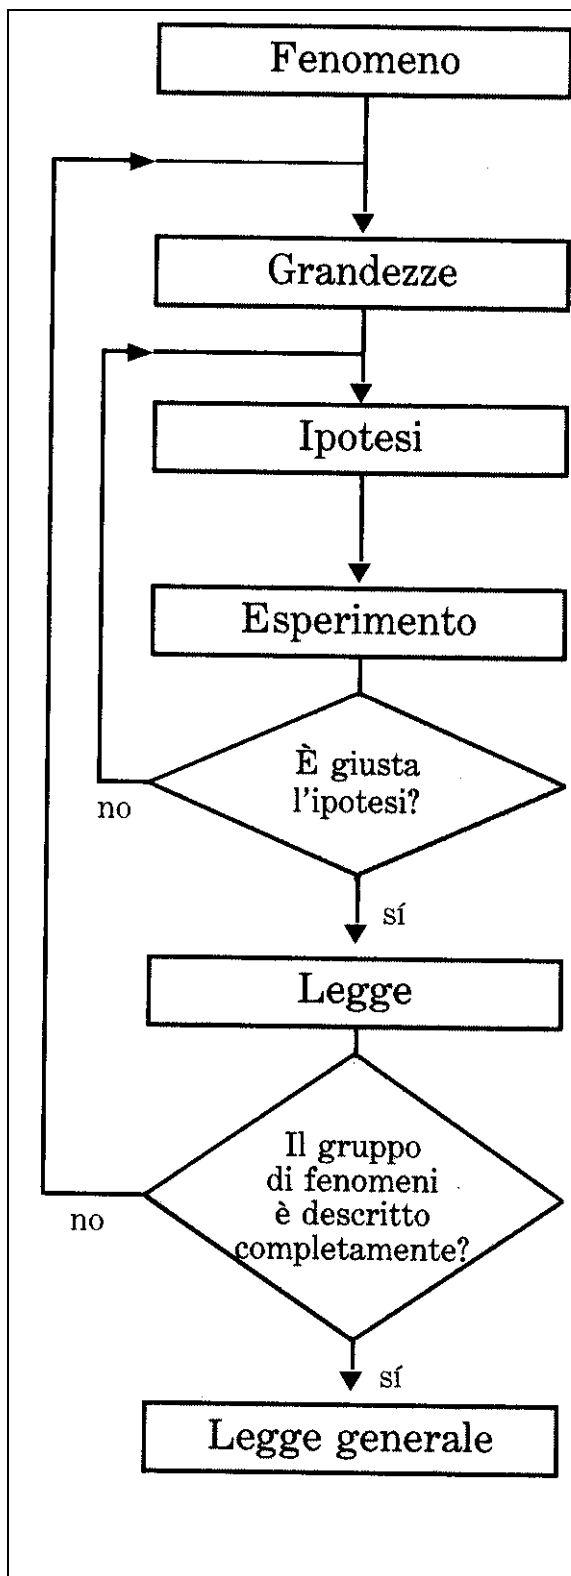 Fenomeno
Grandezze
Ipotesi
Esperimento
È giusta
l'ipotesi?
no
sí
Legge
Il gruppo
di fenomeni
è descritto
completamente?
no
sí
Legge generale